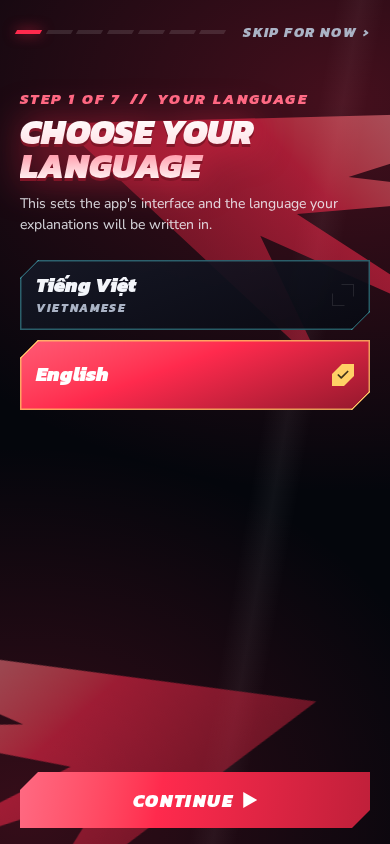 SKIP FOR NOW >
STEP 1 OF 7 // YOUR LANGUAGE
CHOOSE YOUR
LANGUAGE
This sets the app's interface and the language your
explanations will be written in.
Tiếng Việt
VIETNAMESE
English
CONTINUE ▶